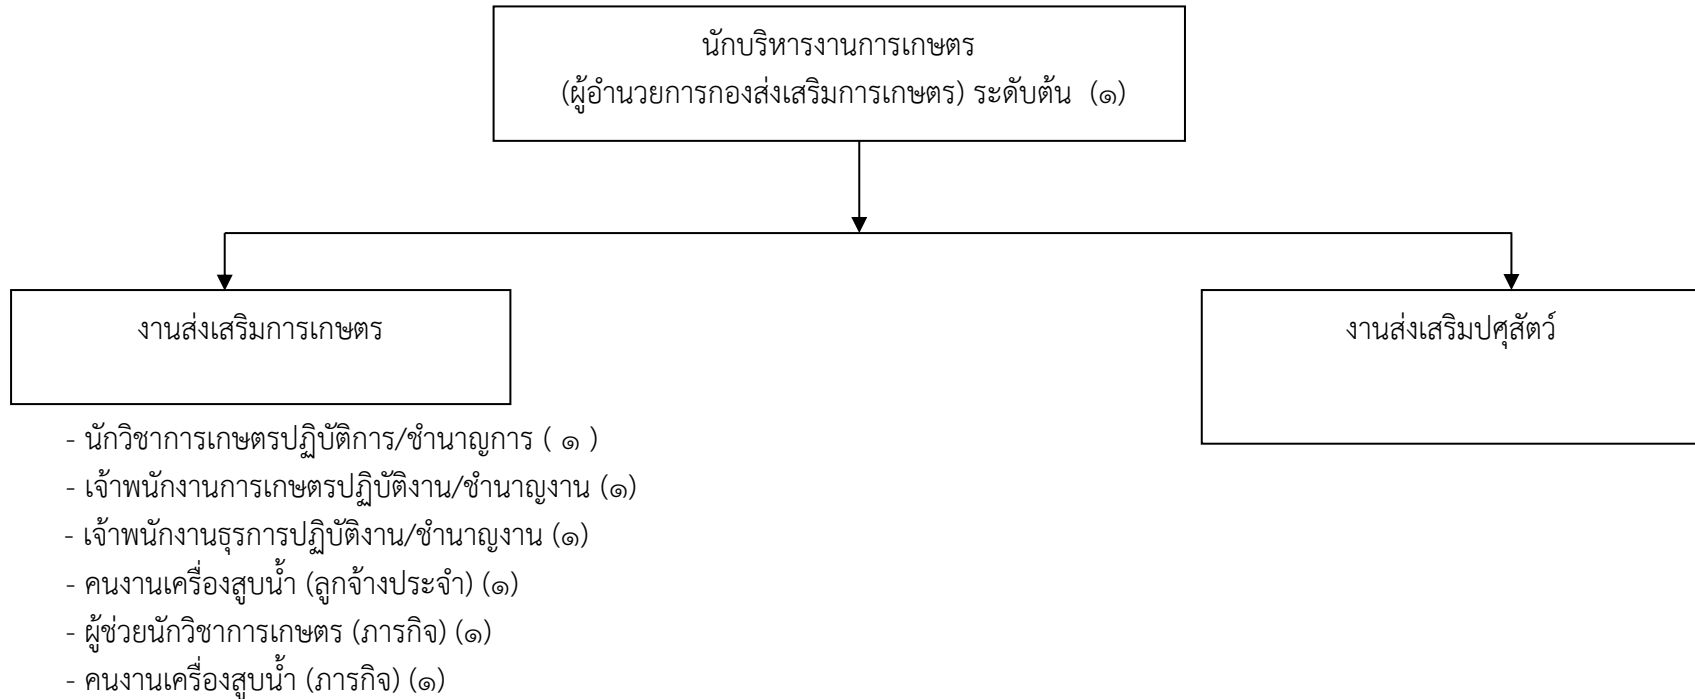 นักบริหารงานการเกษตร
(ผู้อำนวยการกองส่งเสริมการเกษตร) ระดับต้น (๑)
งานส่งเสริมการเกษตร
งานส่งเสริมปศุสัตว์
- นักวิชาการเกษตรปฏิบัติการ/ชำนาญการ ( ๑ )
- เจ้าพนักงานการเกษตรปฏิบัติงาน/ชำนาญงาน (๑)
- เจ้าพนักงานธุรการปฏิบัติงาน/ชำนาญงาน (๑)
- คนงานเครื่องสูบน้ำ (ลูกจ้างประจำ) (๑)
- ผู้ช่วยนักวิชาการเกษตร (ภารกิจ) (๑)
- คนงานเครื่องสูบน้ำ (ภารกิจ) (๑)